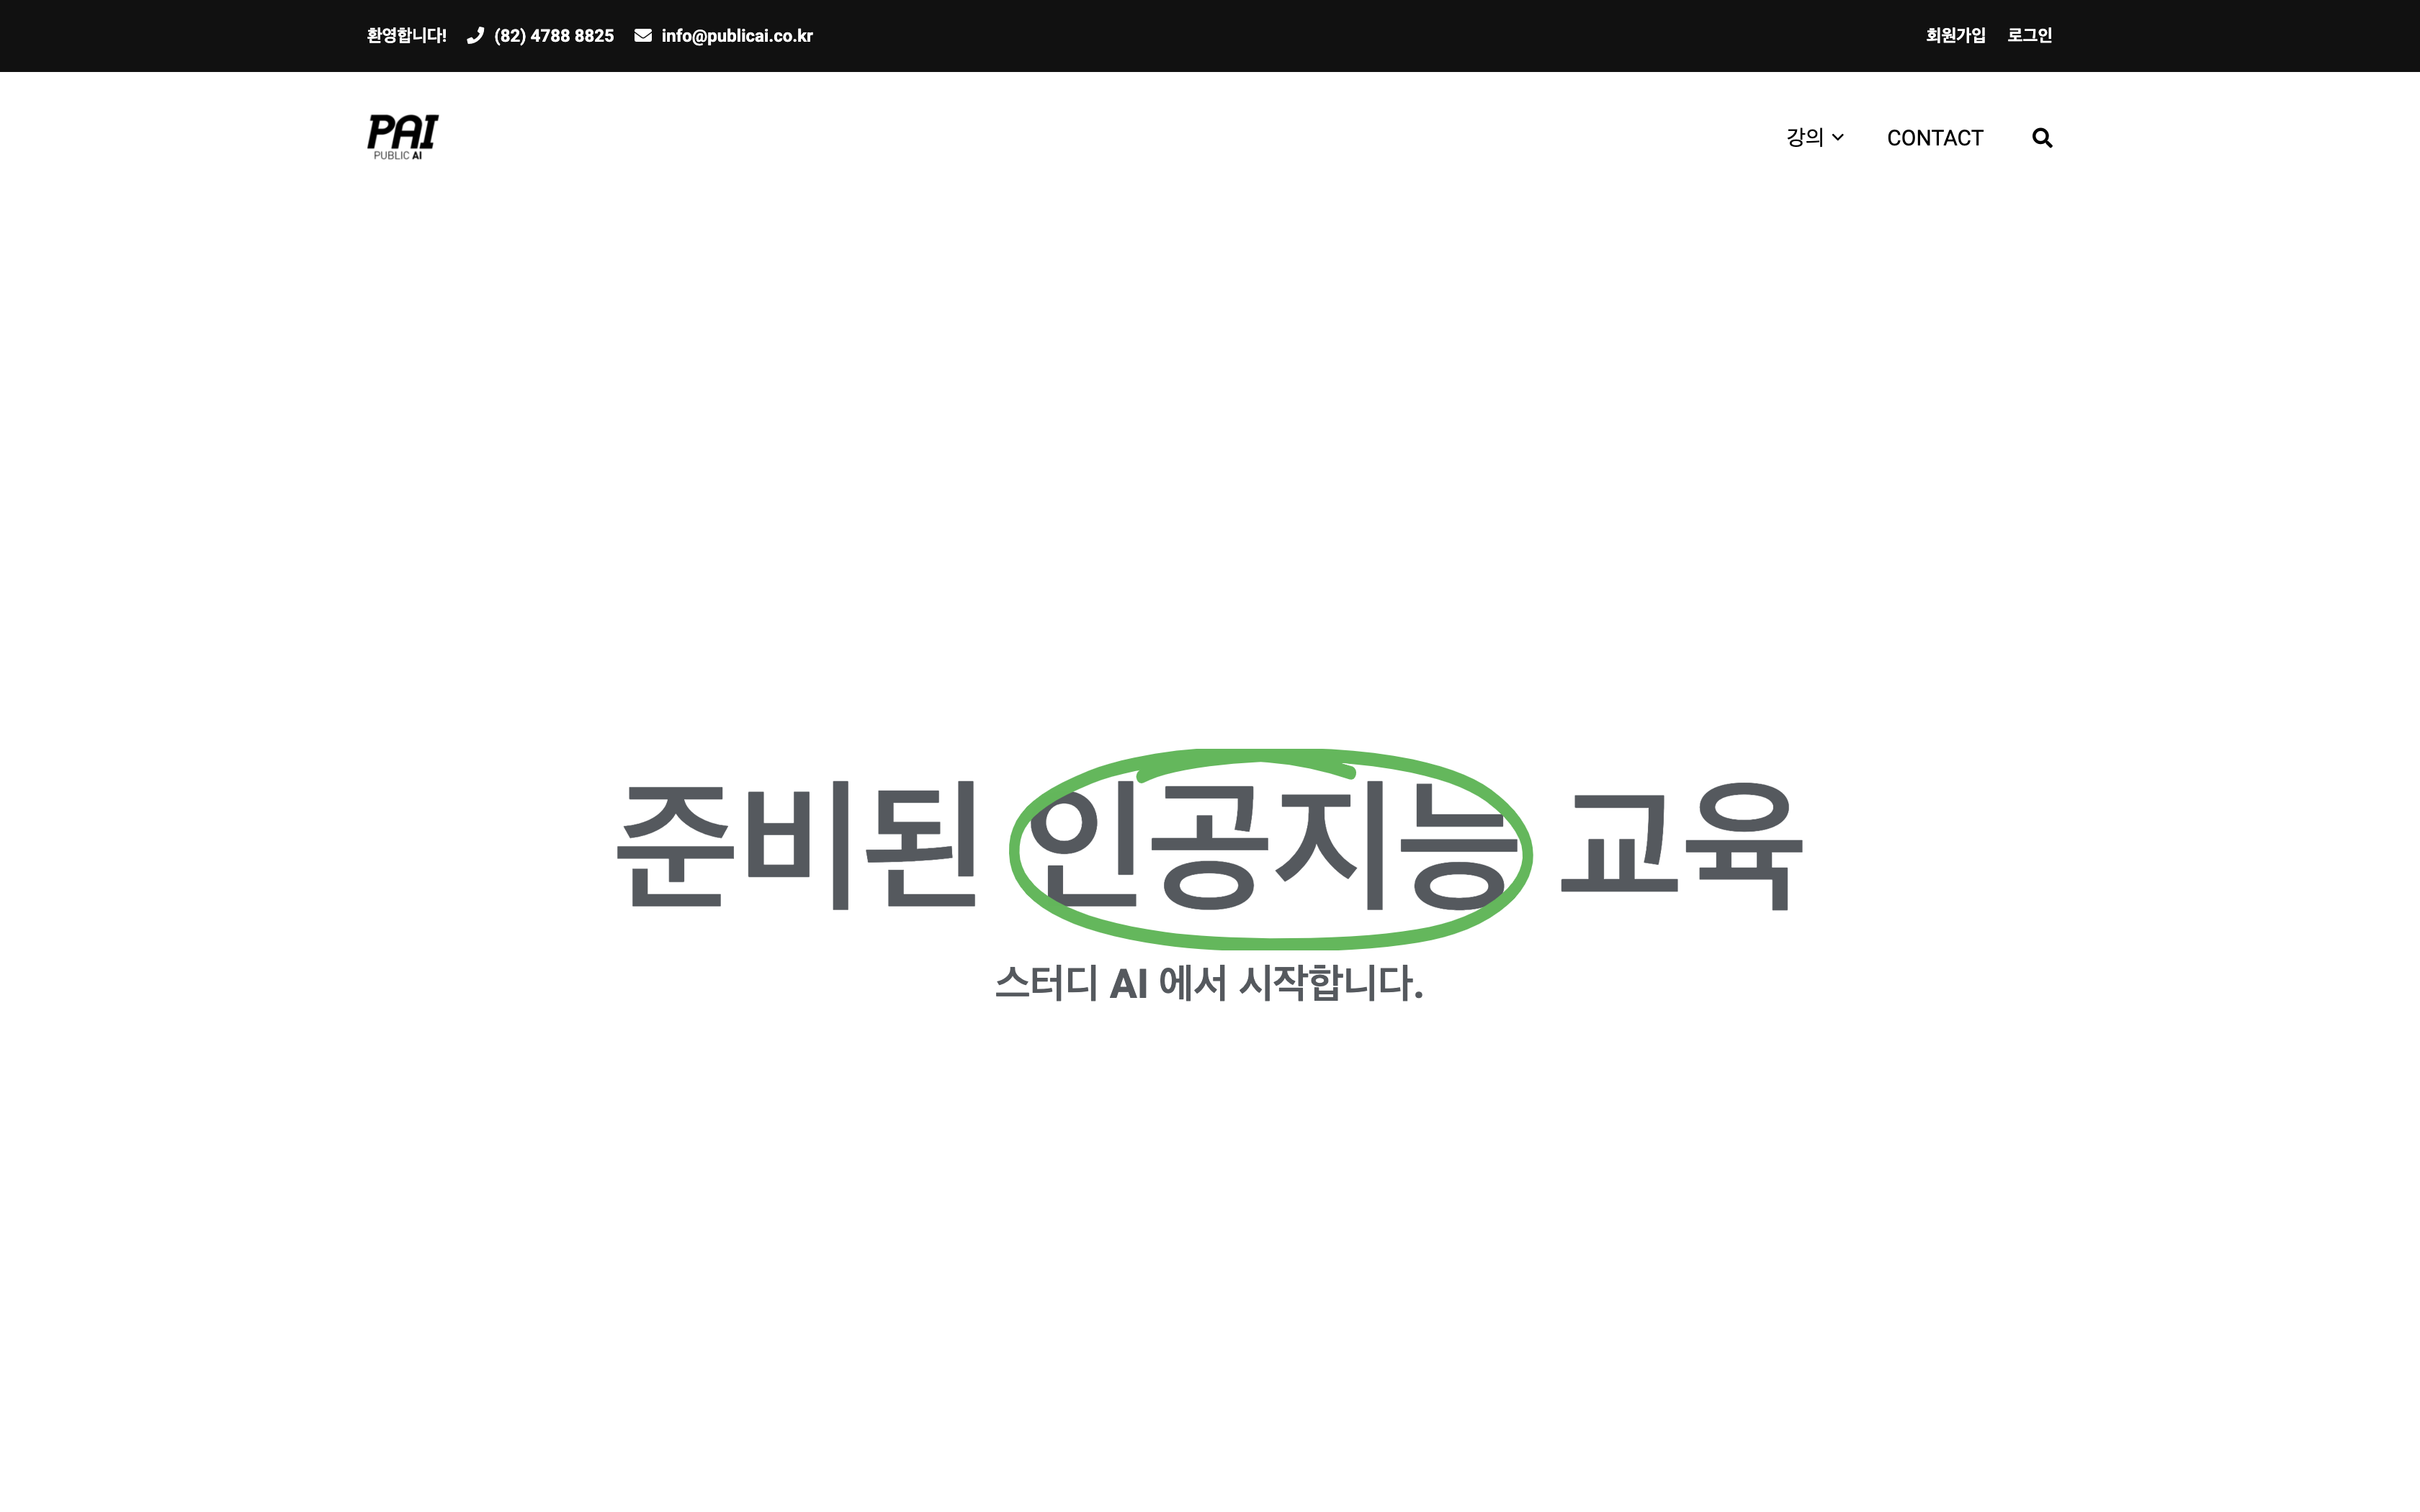 환영합니다! (82) 4788 8825 info@publicai.co.kr 회원가입 로그인
PAI
PUBLIC AI
강의 CONTACT
준비된 인공지능 교육
스터디 AI 에서 시작합니다.